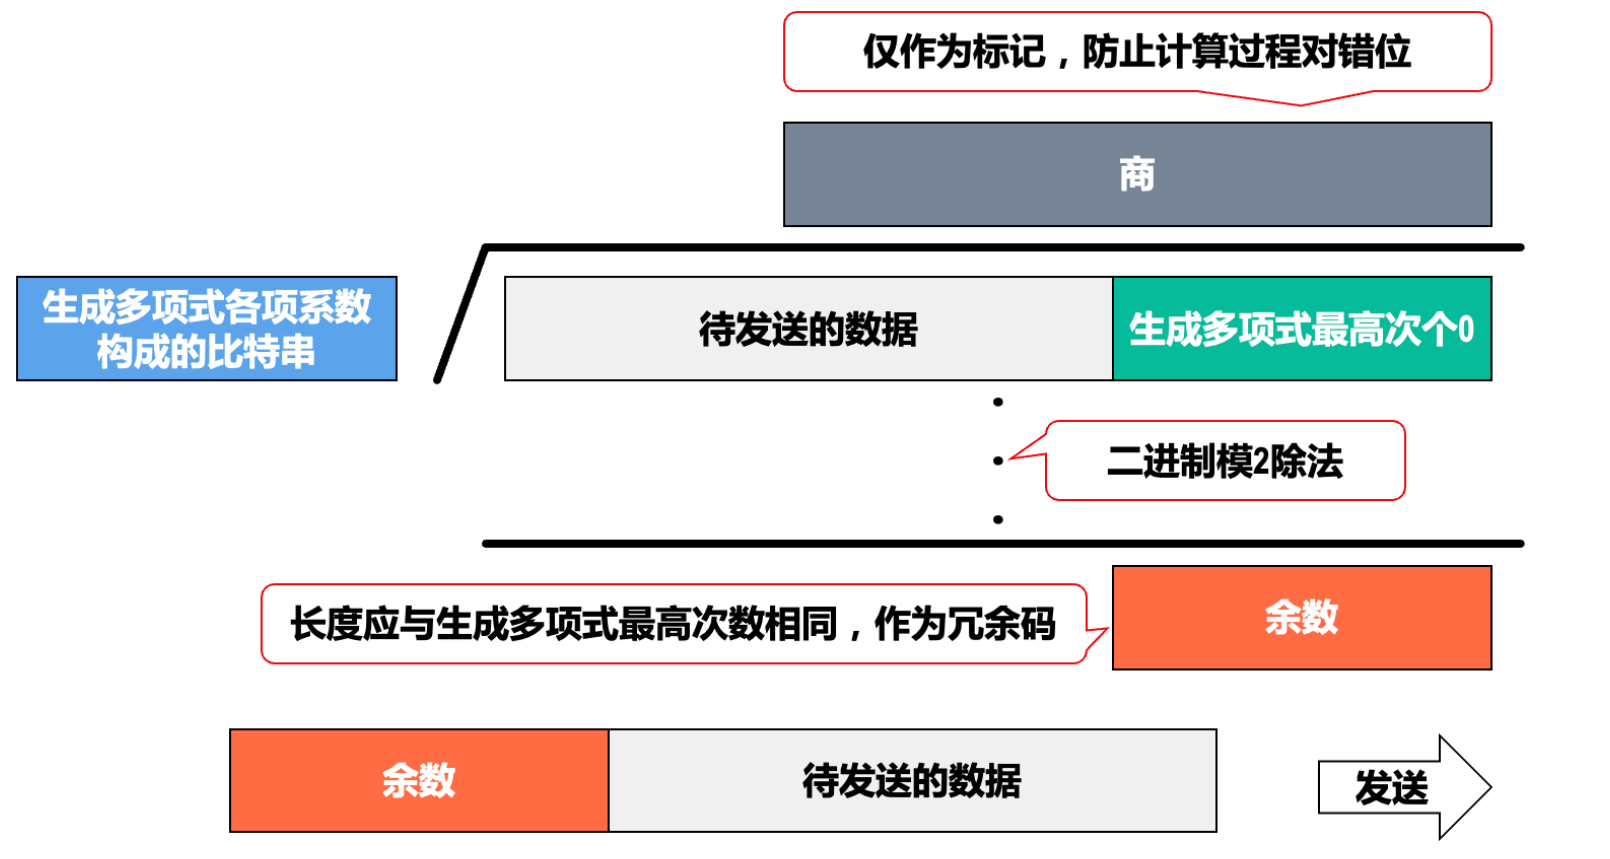 仅作为标记，防止计算过程对错位
商
生成多项式各项系数
构成的比特串
待发送的数据
生成多项式最高次个0
二进制模2除法
长度应与生成多项式最高次数相同，作为冗余码
余数
余数
待发送的数据
发送